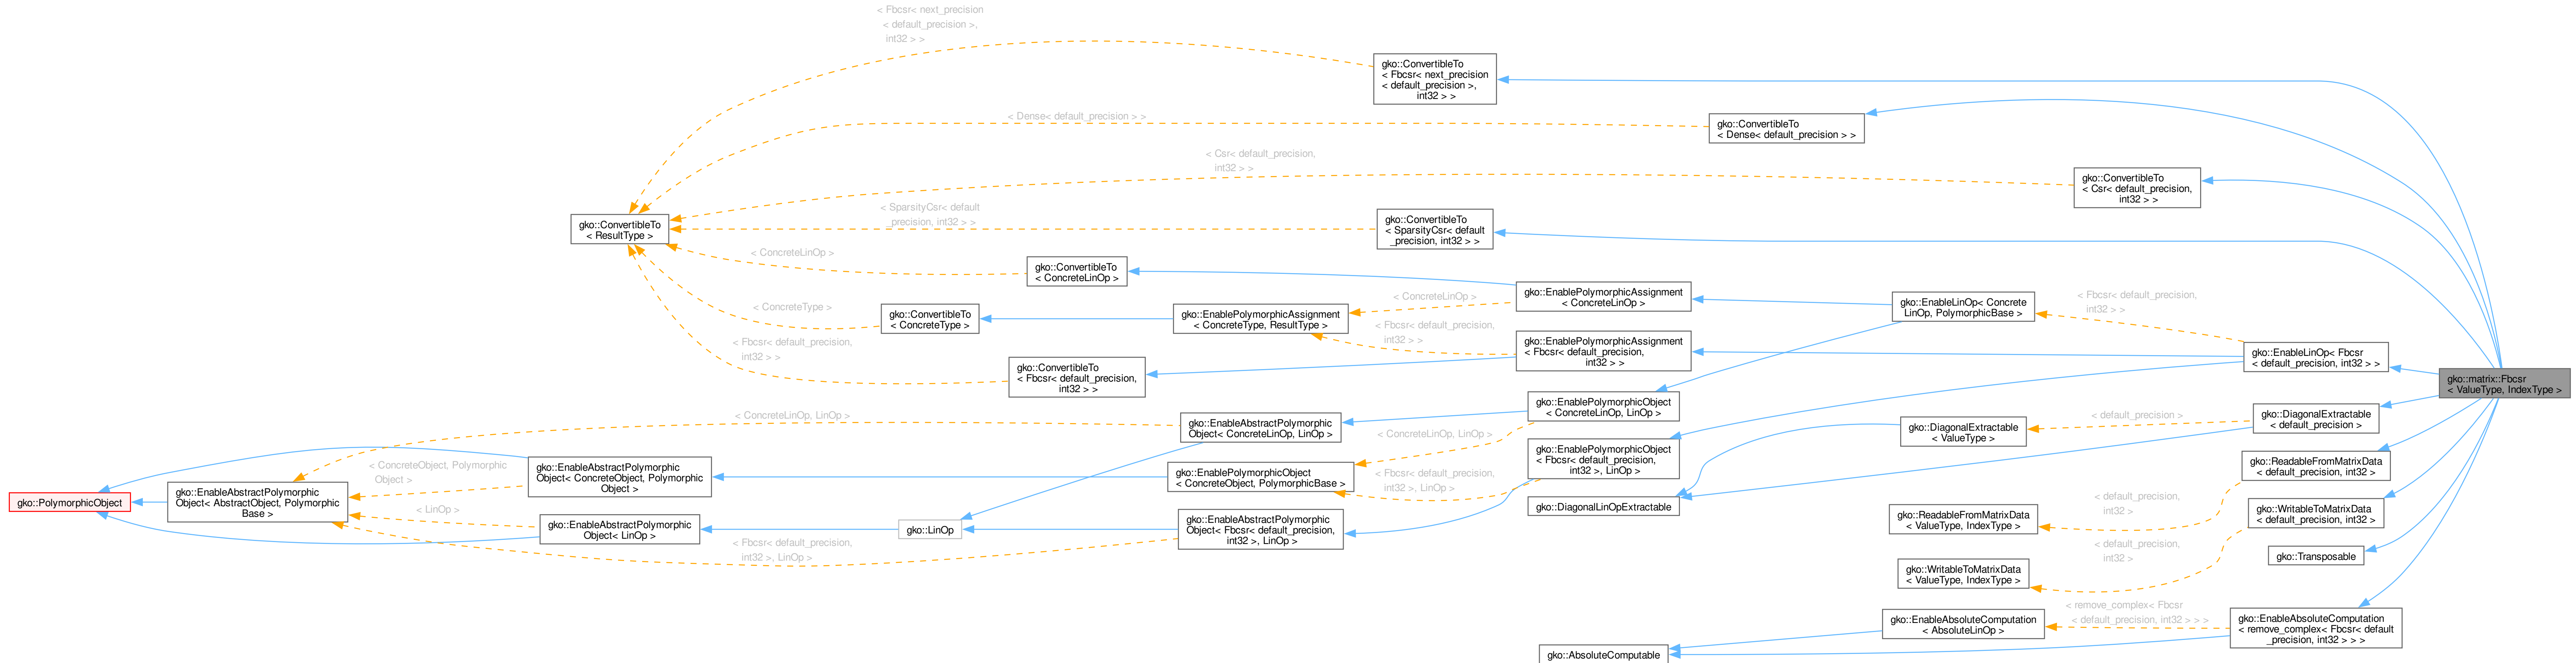 < Fbcsr< next_precision
< default_precision >,
int32 > >
gko::ConvertibleTo
< Fbcsr< next_precision
< default_precision >,
int32 > >
< Dense< default_precision > >
gko::ConvertibleTo
< Dense< default_precision > >
< Csr< default_precision,
int32 > >
gko::ConvertibleTo
< Csr< default_precision,
int32 > >
gko::ConvertibleTo
< ResultType >
< SparsityCsr< default
_precision, int32 > >
gko::ConvertibleTo
< SparsityCsr< default
_precision, int32 > >
< ConcreteLinOp >
gko::ConvertibleTo
< ConcreteLinOp >
< ConcreteType >
gko::ConvertibleTo
< ConcreteType >
gko::EnablePolymorphicAssignment
< ConcreteType, ResultType >
< ConcreteLinOp >
gko::EnablePolymorphicAssignment
< ConcreteLinOp >
gko::EnableLinOp< Concrete
LinOp, PolymorphicBase >
< Fbcsr< default_precision,
int32 > >
< Fbcsr< default_precision,
int32 > >
gko::EnablePolymorphicAssignment
< Fbcsr< default_precision,
int32 > >
gko::EnableLinOp< Fbcsr
< default_precision, int32 > >
< Fbcsr< default_precision,
int32 > >
gko::ConvertibleTo
< Fbcsr< default_precision,
int32 > >
gko::matrix::Fbcsr
< ValueType, IndexType >
< ConcreteLinOp, LinOp >
gko::EnableAbstractPolymorphic
Object< ConcreteLinOp, LinOp >
gko::EnablePolymorphicObject
< ConcreteLinOp, LinOp >
gko::DiagonalExtractable
< ValueType >
< default_precision >
gko::DiagonalExtractable
< default_precision >
< ConcreteLinOp, LinOp >
gko::EnablePolymorphicObject
< Fbcsr< default_precision,
int32 >, LinOp >
gko::ReadableFromMatrixData
< default_precision, int32 >
gko::PolymorphicObject
gko::EnableAbstractPolymorphic
Object< AbstractObject, Polymorphic
Base >
< ConcreteObject, Polymorphic
Object >
gko::EnableAbstractPolymorphic
Object< ConcreteObject, Polymorphic
Object >
gko::EnablePolymorphicObject
< ConcreteObject, PolymorphicBase >
< Fbcsr< default_precision,
int32 >, LinOp >
gko::DiagonalLinOpExtractable
< default_precision,
int32 >
gko::ReadableFromMatrixData
< ValueType, IndexType >
gko::WritableToMatrixData
< default_precision, int32 >
< LinOp >
gko::EnableAbstractPolymorphic
Object< LinOp >
gko::LinOp
gko::EnableAbstractPolymorphic
Object< Fbcsr< default_precision,
int32 >, LinOp >
< Fbcsr< default_precision,
int32 >, LinOp >
< default_precision,
int32 >
gko::Transposable
gko::WritableToMatrixData
< ValueType, IndexType >
< remove_complex< Fbcsr
< default_precision, int32 > > >
gko::EnableAbsoluteComputation
< AbsoluteLinOp >
gko::EnableAbsoluteComputation
< remove_complex< Fbcsr< default
_precision, int32 > > >
gko::AbsoluteComputable